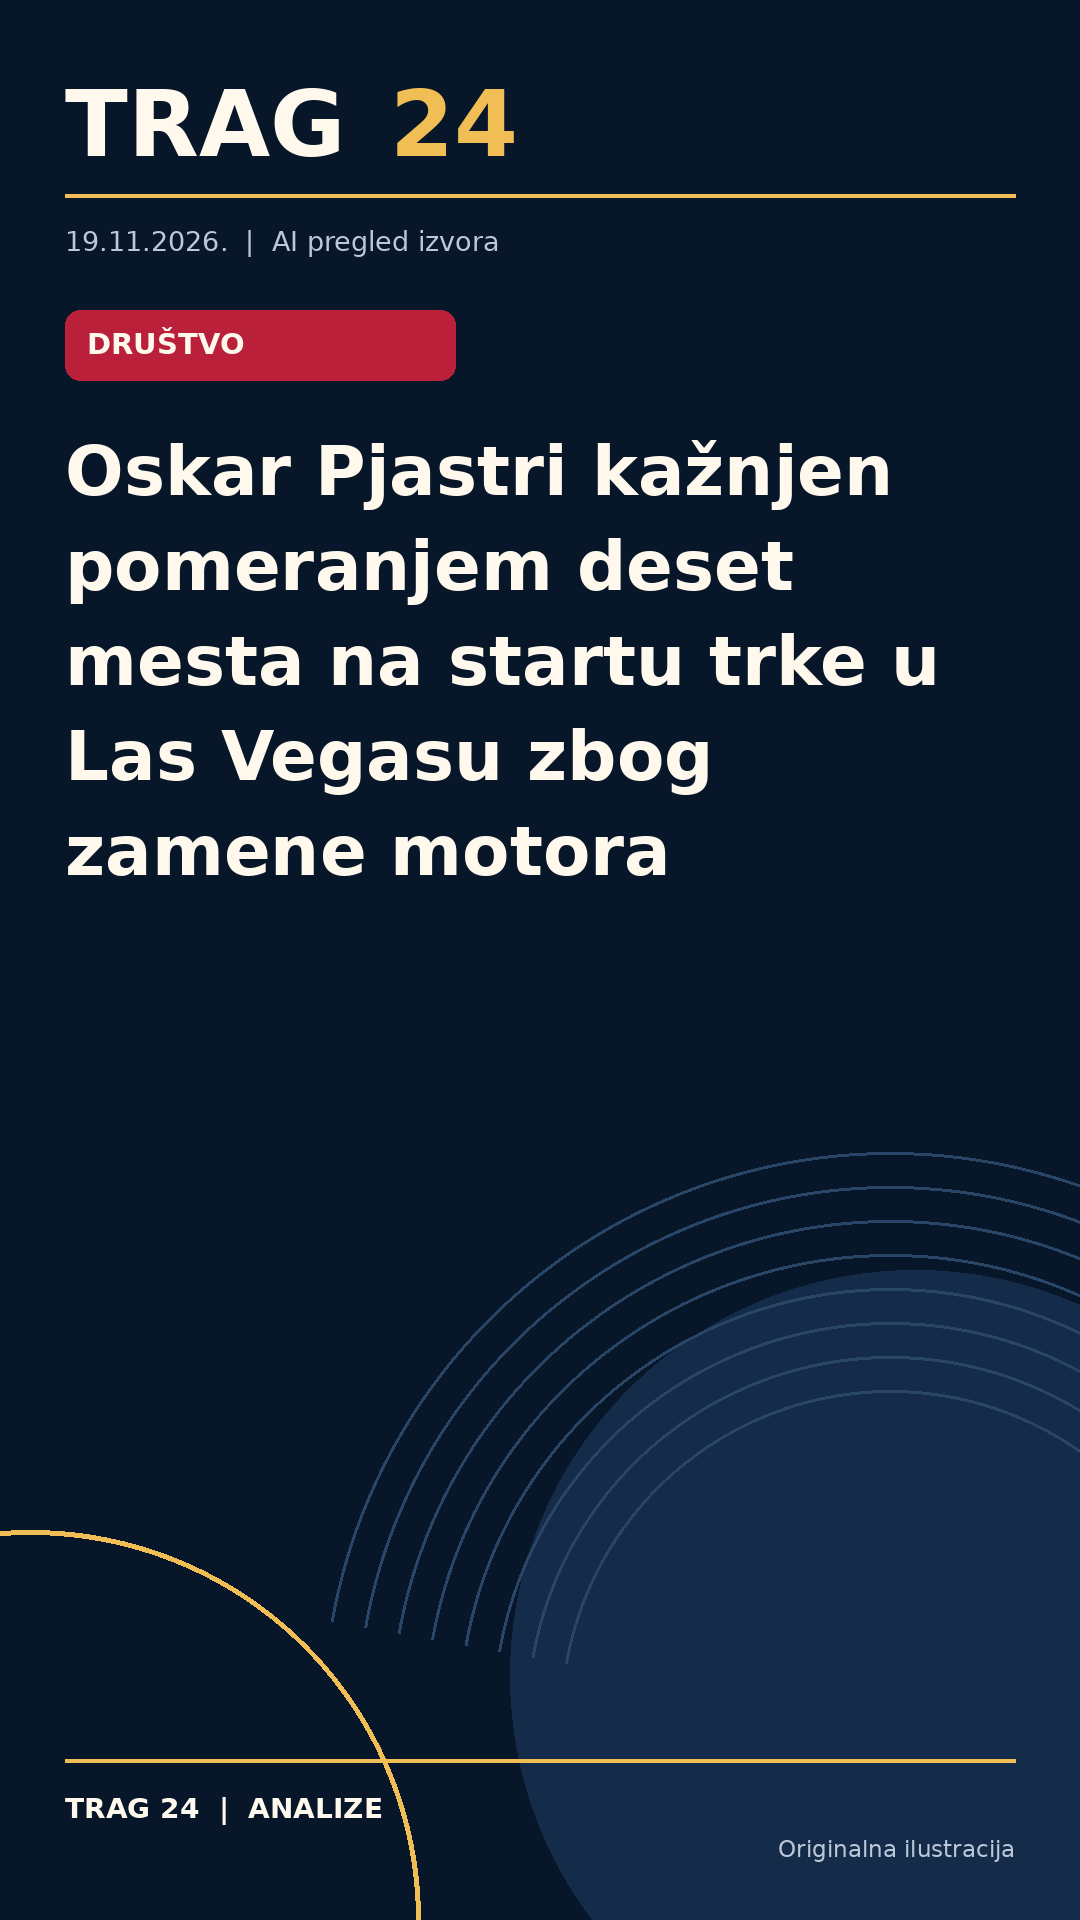 TRAG 24
19.11.2026. | AI pregled izvora
DRUŠTVO
Oskar Pjastri kažnjen
pomeranjem deset
mesta na startu trke u
Las Vegasu zbog
zamene motora
TRAG 24 | ANALIZE
Originalna ilustracija